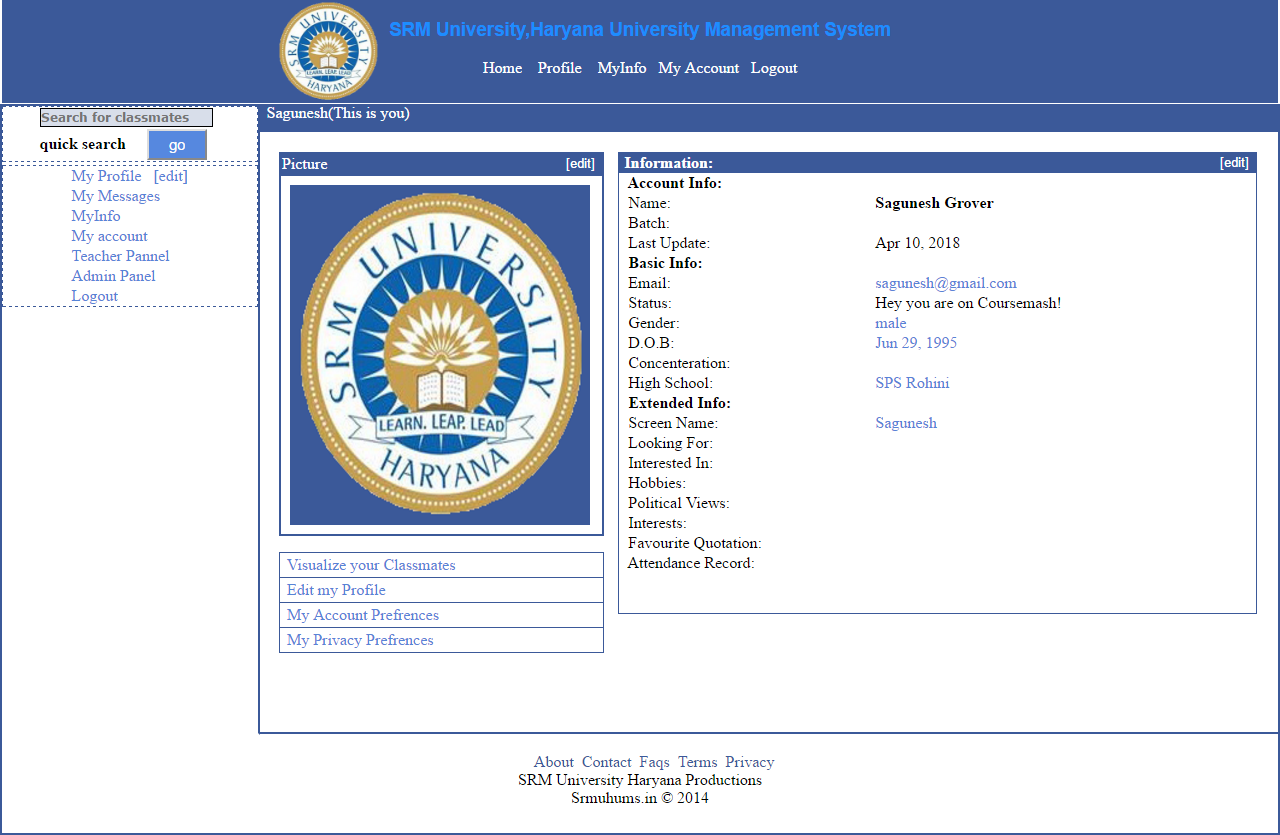 SRM UNIVERSITY
LEARN. LEAP. LEAD
HARYANA
SRM University,Haryana University Management System
Home Profile MyInfo My Account Logout
Search for classmates
quick search go
My Profile [edit]
My Messages
MyInfo
My account
Teacher Pannel
Admin Panel
Logout
Sagunesh(This is you)
Picture [edit]
SRM UNIVERSITY
LEARN. LEAP. LEAD
HARYANA
Visualize your Classmates
Edit my Profile
My Account Prefrences
My Privacy Prefrences
Information: [edit]
Account Info:
Name: Sagunesh Grover
Batch:
Last Update: Apr 10, 2018
Basic Info:
Email: sagunesh@gmail.com
Status: Hey you are on Coursemash!
Gender: male
D.O.B: Jun 29, 1995
Concenteration:
High School: SPS Rohini
Extended Info:
Screen Name: Sagunesh
Looking For:
Interested In:
Hobbies:
Political Views:
Interests:
Favourite Quotation:
Attendance Record:
About Contact Faqs Terms Privacy
SRM University Haryana Productions
Srmuhums.in © 2014